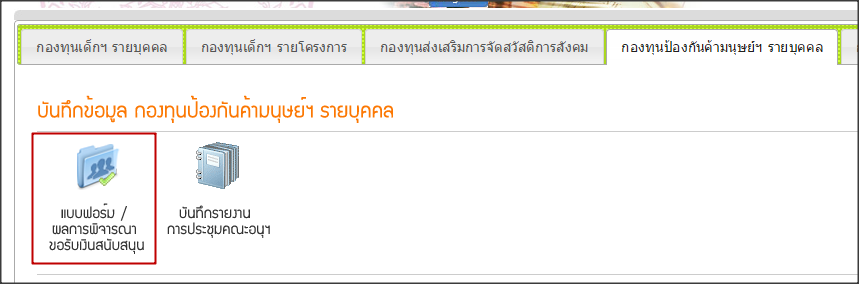 กองทุนเด็กฯ รายบุคคล กองทุนเด็กฯ รายโครงการ กองทุนส่งเสริมการจัดสวัสดิการสังคม กองทุนป้องกันค้ามนุษย์ฯ รายบุคคล
บันทึกข้อมูล กองทุนป้องกันค้ามนุษย์ฯ รายบุคคล
แบบฟอร์ม /
ผลการพิจารณา
ขอรับเงินสนับสนุน
บันทึกรายงาน
การประชุมคณะอนุฯ